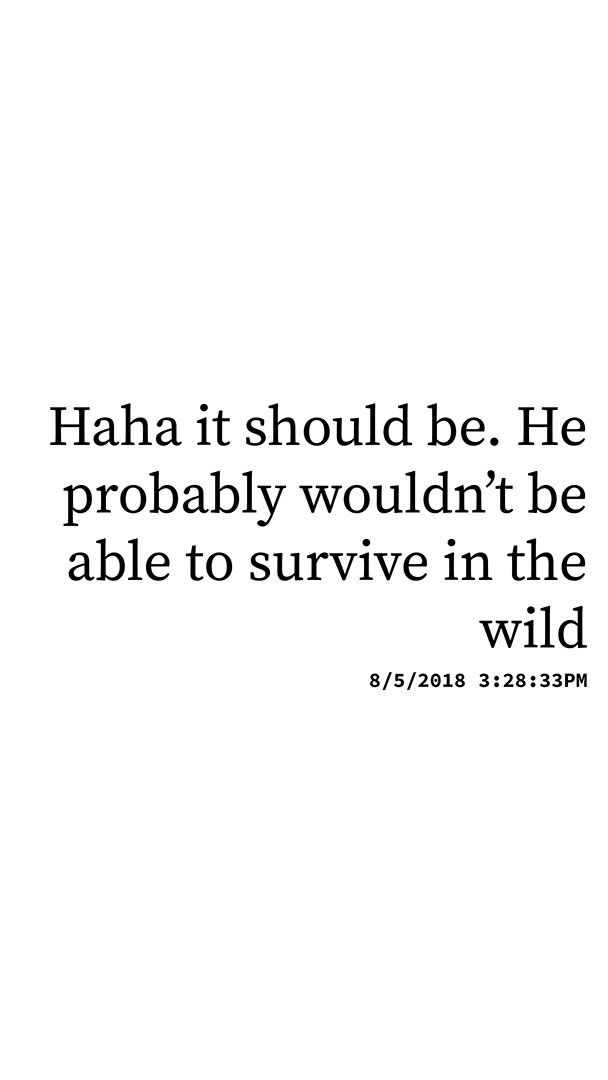 Haha it should be. He
probably wouldn’t be
able to survive in the
wild
8/5/2018 3:28:33PM